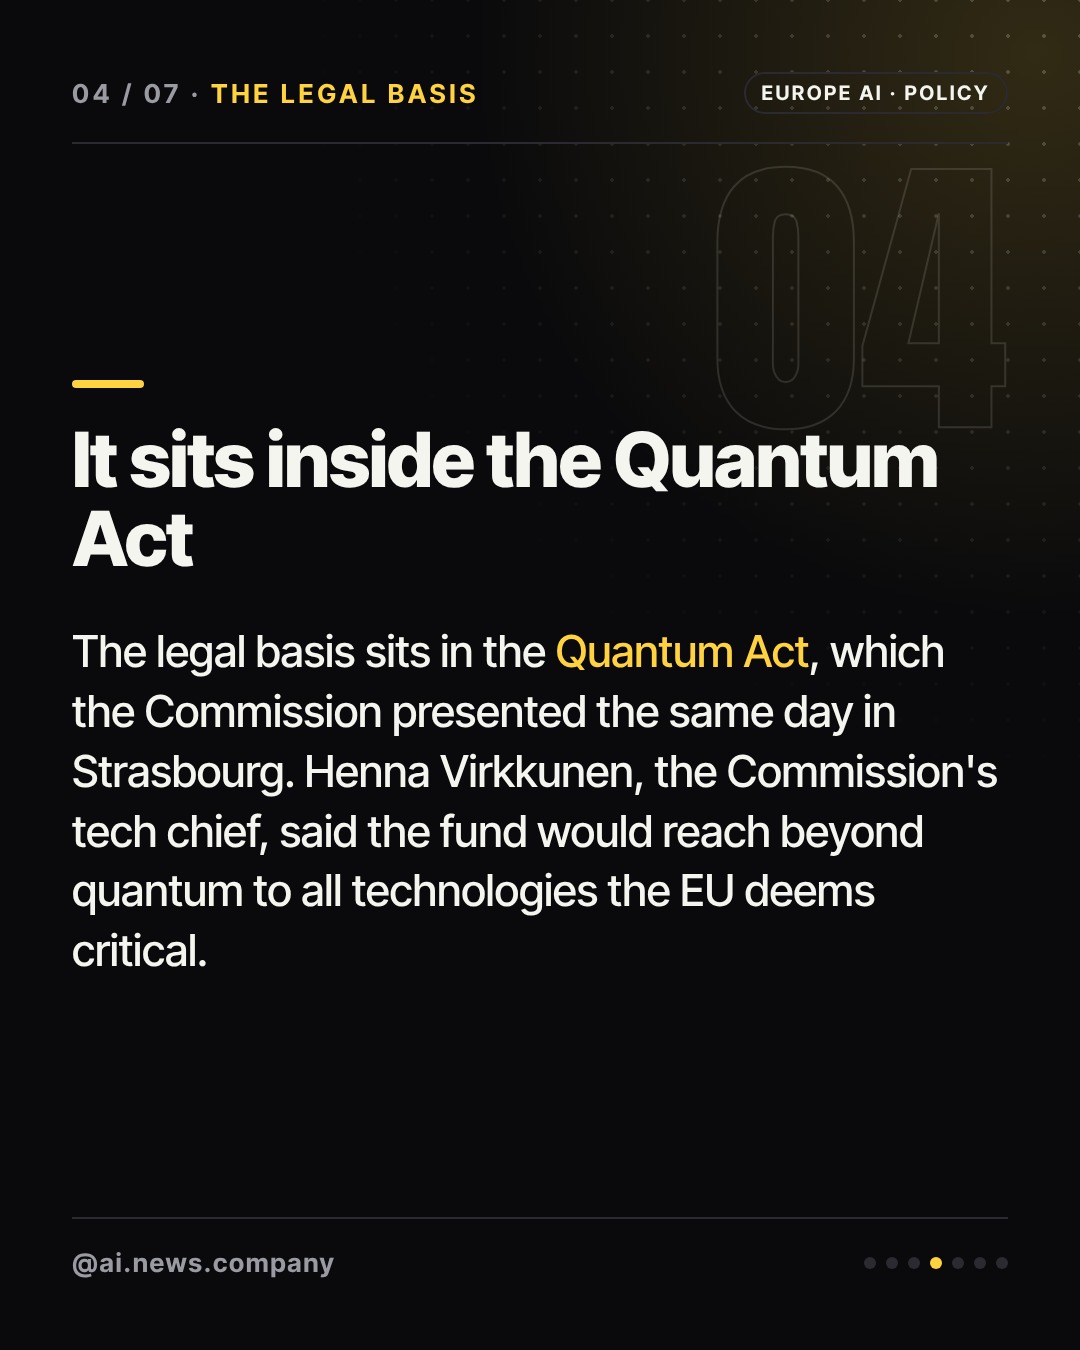 04 / 07 · THE LEGAL BASIS
EUROPE AI · POLICY
04
It sits inside the Quantum
Act
The legal basis sits in the Quantum Act, which
the Commission presented the same day in
Strasbourg. Henna Virkkunen, the Commission's
tech chief, said the fund would reach beyond
quantum to all technologies the EU deems
critical.
@ai.news.company